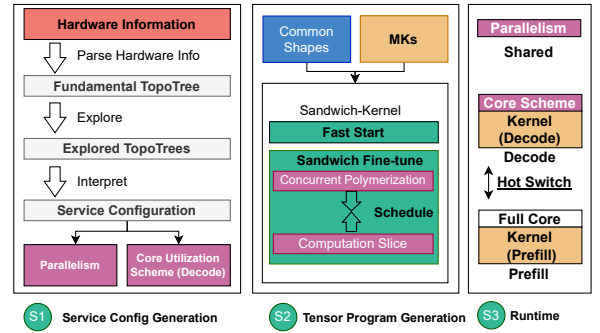 Hardware Information
Parse Hardware Info
Fundamental TopoTree
Explore
Explored TopoTrees
Interpret
Service Configuration
Parallelism
Core Utilization
Scheme (Decode)
S1 Service Config Generation
Common
Shapes
MKs
Sandwich-Kernel
Fast Start
Sandwich Fine-tune
Concurrent Polymerization
Schedule
Computation Slice
S2 Tensor Program Generation
Parallelism
Shared
Core Scheme
Kernel
(Decode)
Decode
Hot Switch
Full Core
Kernel
(Prefill)
Prefill
S3 Runtime